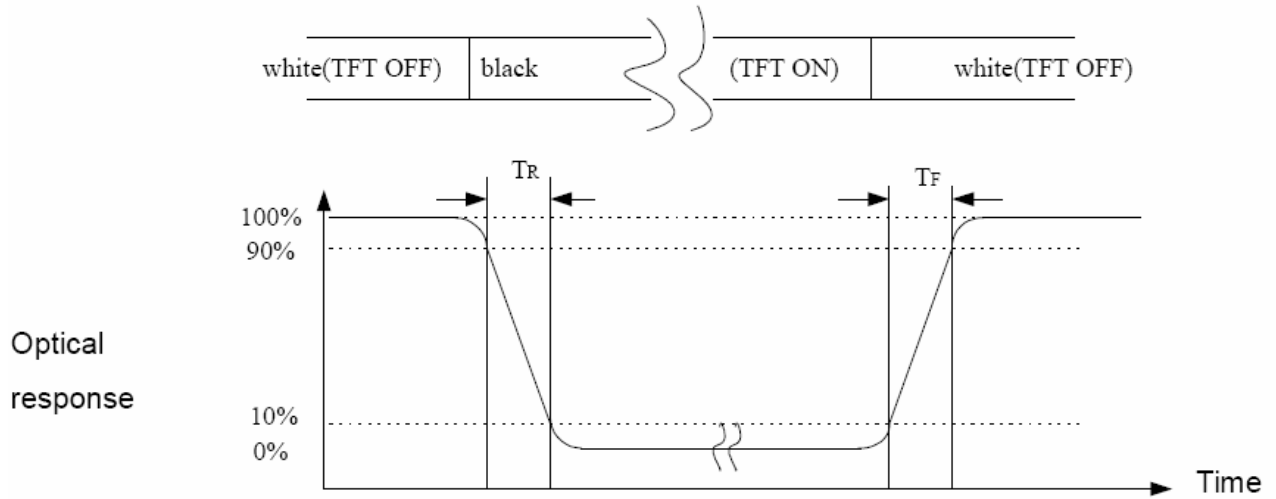 white(TFT OFF) black (TFT ON) white(TFT OFF)
TR TF
100%
90%
Optical
response
10%
0%
Time